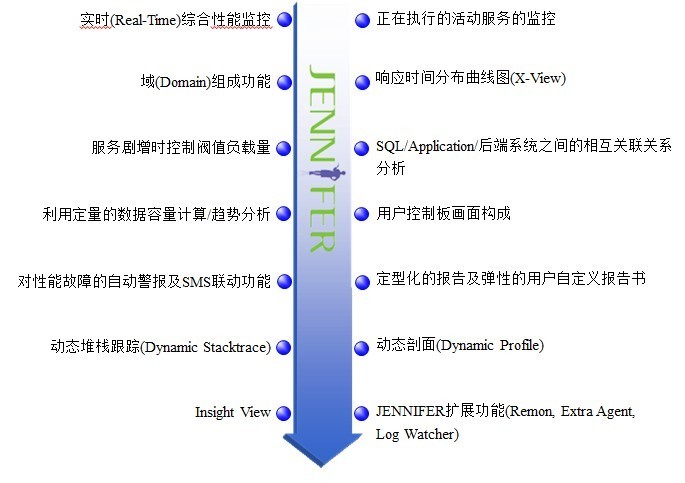 实时(Real-Time)综合性能监控
正在执行的活动服务的监控
域(Domain)组成功能
响应时间分布曲线图(X-View)
服务剧增时控制阀值负载量
SQL/Application/后端系统之间的相互关联关系
分析
利用定量的数据容量计算/趋势分析
用户控制板画面构成
对性能故障的自动警报及SMS联动功能
定型化的报告及弹性的用户自定义报告书
动态堆栈跟踪(Dynamic Stacktrace)
动态剖面(Dynamic Profile)
Insight View
JENNIFER扩展功能(Remon, Extra Agent,
Log Watcher)
JENNIFER